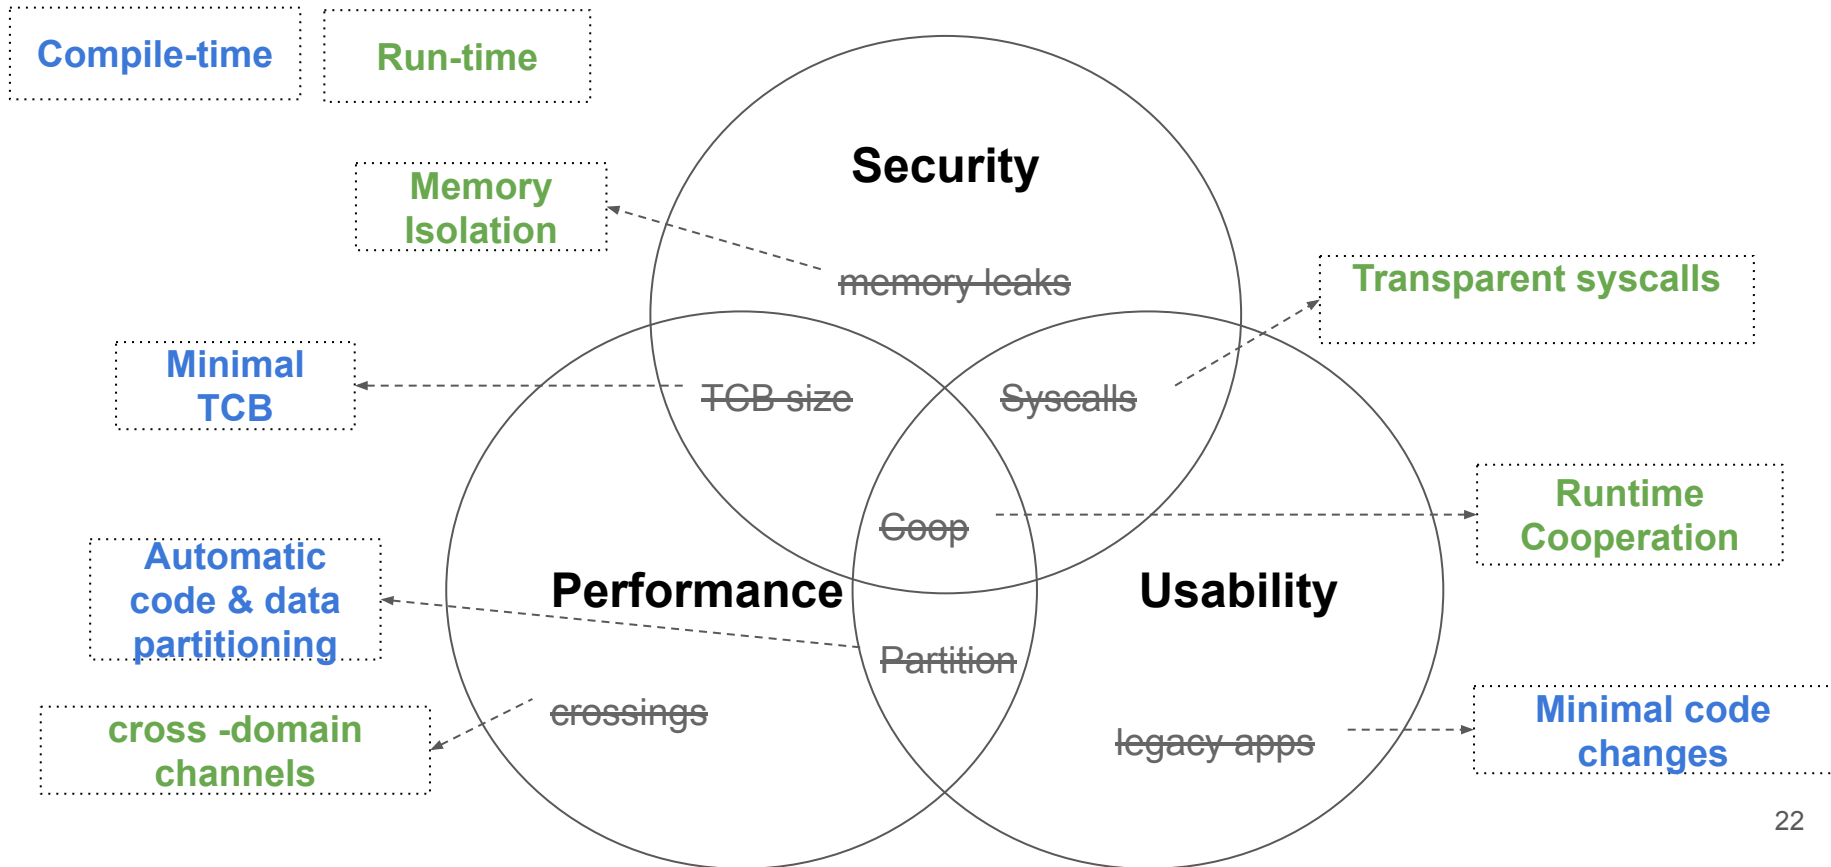 Compile-time
Run-time
Security
Memory
Isolation
memory leaks
Transparent syscalls
Minimal
TCB
TCB size
Syscalls
Runtime
Cooperation
Coop
Automatic
code & data
partitioning
Performance
Usability
Partition
crossings
cross -domain
channels
legacy apps
Minimal code
changes
22